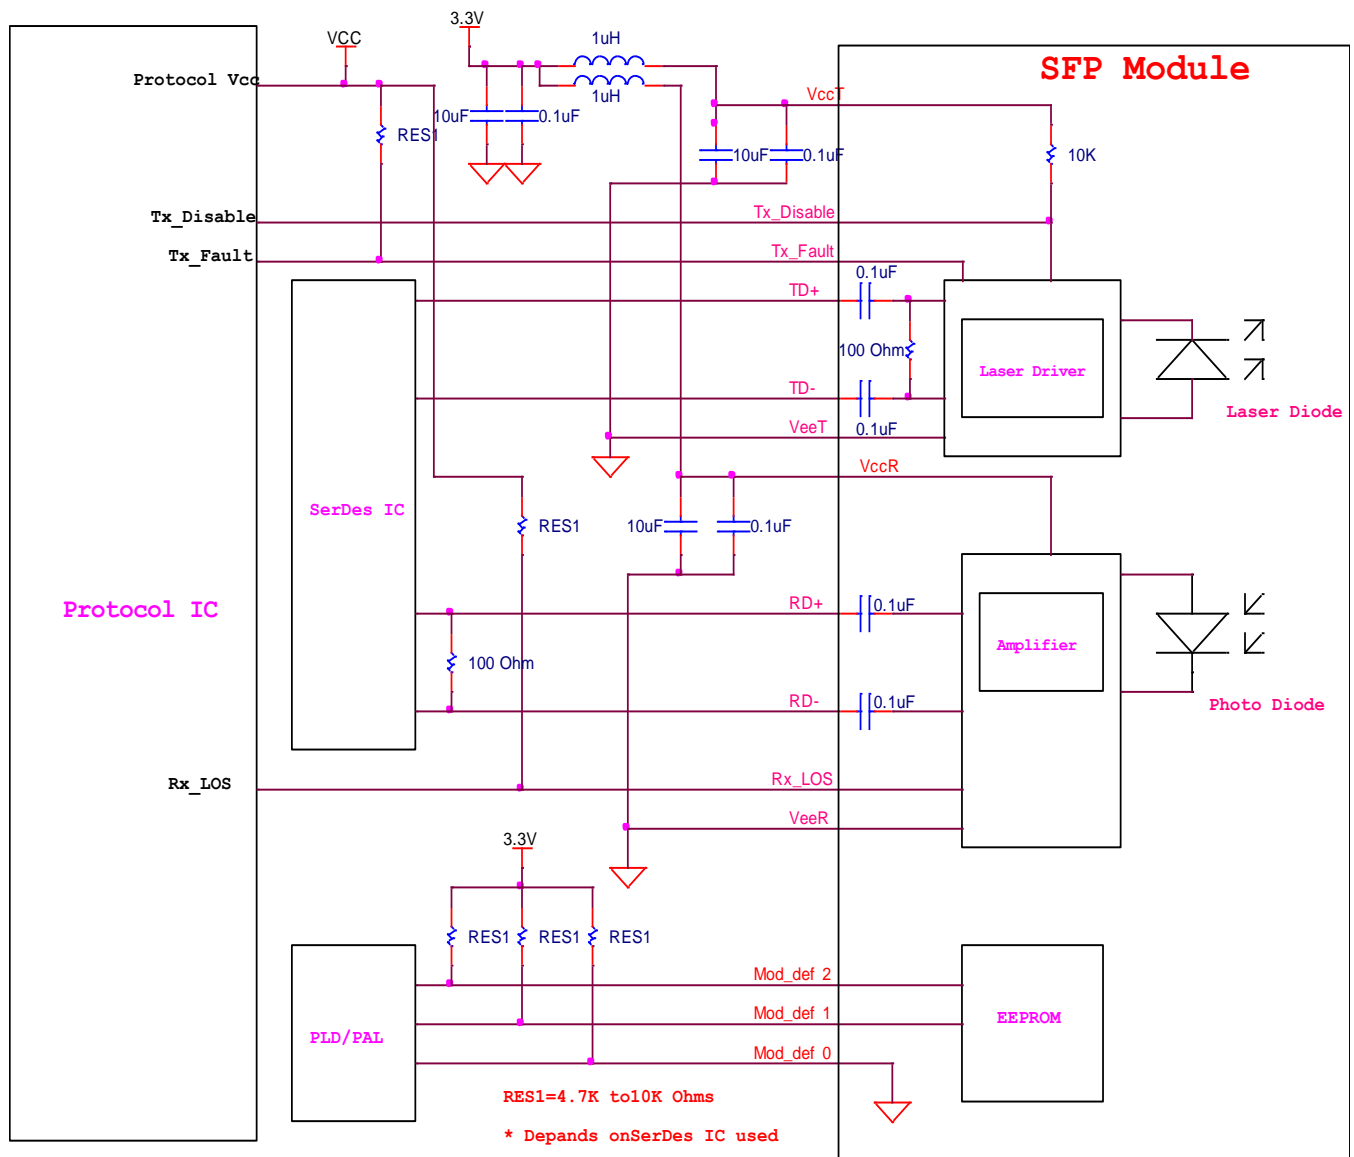 3.3V
VCC
1uH
SFP Module
Protocol Vcc
1uH
VccT
10uF
0.1uF
RES1
10uF
0.1uF
10K
Tx_Disable
Tx_Disable
Tx_Fault
Tx_Fault
0.1uF
TD+
100 Ohm
Laser Driver
TD-
Laser Diode
VeeT
0.1uF
VccR
SerDes IC
RES1
10uF
0.1uF
Protocol IC
RD+
0.1uF
Amplifier
100 Ohm
RD-
0.1uF
Photo Diode
Rx_LOS
Rx_LOS
VeeR
3.3V
RES1
RES1
RES1
Mod_def 2
Mod_def 1
EEPROM
PLD/PAL
Mod_def 0
RES1=4.7K to10K Ohms
* Depands onSerDes IC used